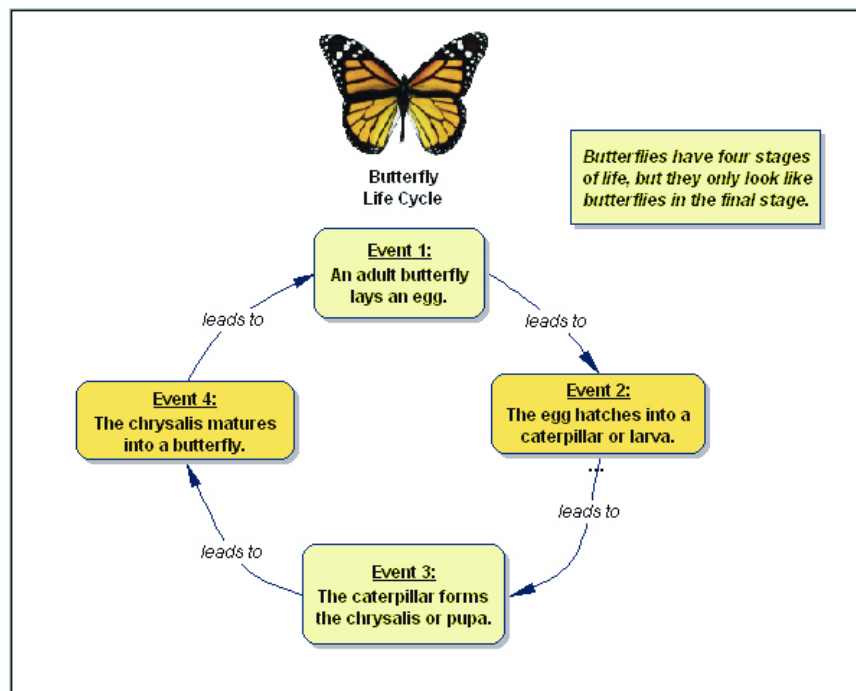 Butterfly
Life Cycle
Butterflies have four stages
of life, but they only look like
butterflies in the final stage.
Event 1:
An adult butterfly
lays an egg.
leads to
Event 2:
The egg hatches into a
caterpillar or larva.
...
leads to
Event 3:
The caterpillar forms
the chrysalis or pupa.
leads to
Event 4:
The chrysalis matures
into a butterfly.
leads to